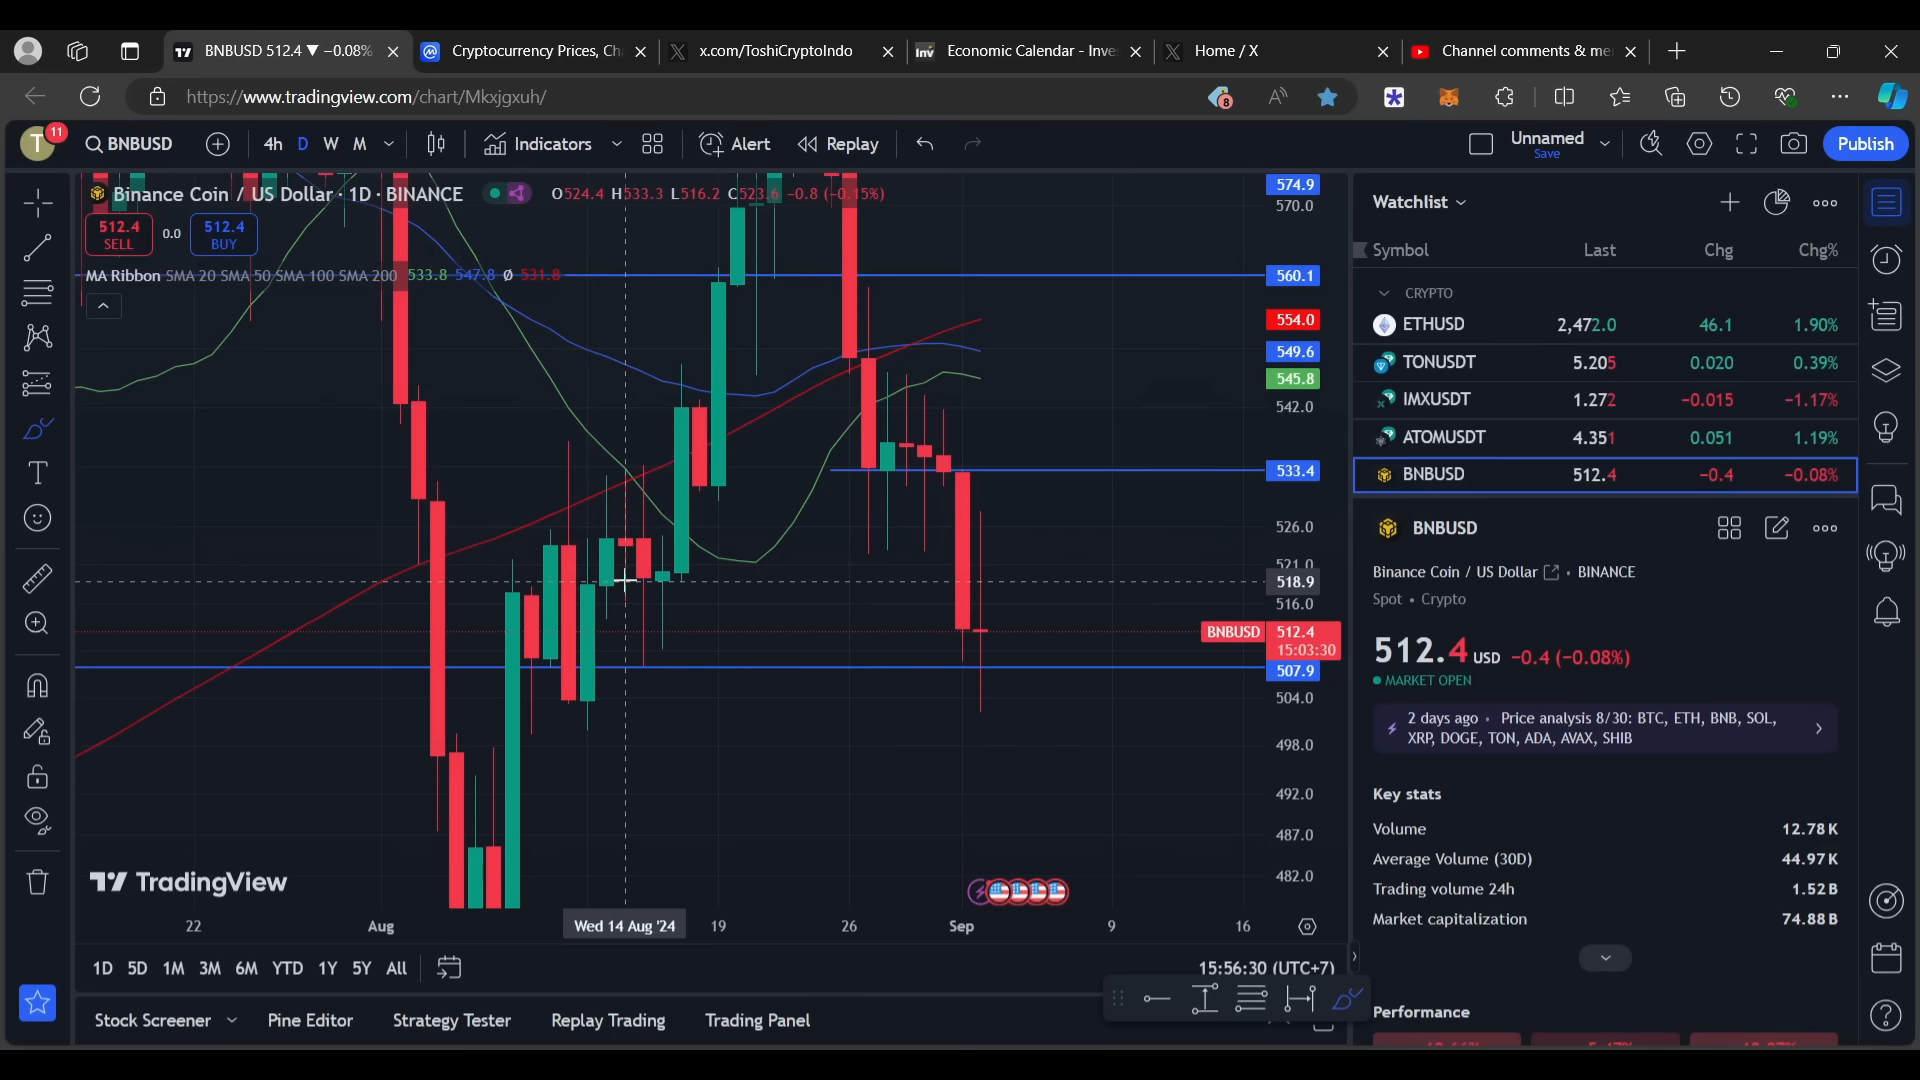 BNBUSD 512.4 ▼ −0.08%
Cryptocurrency Prices, Ch
x.com/ToshiCryptoIndo
Economic Calendar - Inve
Home / X
Channel comments & me
https://www.tradingview.com/chart/Mkxjgxuh/
8
T
11
BNBUSD
4h D W M
Indicators
Alert
Replay
Unnamed
Save
Publish
Binance Coin / US Dollar · 1D · BINANCE
O524.4 H533.3 L516.2 C523.6 −0.8 (−0.15%)
512.4
SELL
0.0
512.4
BUY
MA Ribbon SMA 20 SMA 50 SMA 100 SMA 200 533.8 547.8 Ø 531.8
574.9
570.0
560.1
554.0
549.6
545.8
542.0
533.4
526.0
521.0
518.9
516.0
BNBUSD 512.4
15:03:30
507.9
504.0
498.0
492.0
487.0
482.0
TradingView
22
Aug
Wed 14 Aug '24
19
26
Sep
9
16
1D 5D 1M 3M 6M YTD 1Y 5Y All
15:56:30 (UTC+7)
Stock Screener
Pine Editor
Strategy Tester
Replay Trading
Trading Panel
Watchlist
Symbol Last Chg Chg%
CRYPTO
ETHUSD 2,472.0 46.1 1.90%
TONUSDT 5.205 0.020 0.39%
IMXUSDT 1.272 −0.015 −1.17%
ATOMUSDT 4.351 0.051 1.19%
BNBUSD 512.4 −0.4 −0.08%
BNBUSD
Binance Coin / US Dollar • BINANCE
Spot • Crypto
512.4 USD −0.4 (−0.08%)
MARKET OPEN
2 days ago • Price analysis 8/30: BTC, ETH, BNB, SOL,
XRP, DOGE, TON, ADA, AVAX, SHIB
Key stats
Volume 12.78K
Average Volume (30D) 44.97K
Trading volume 24h 1.52B
Market capitalization 74.88B
Performance